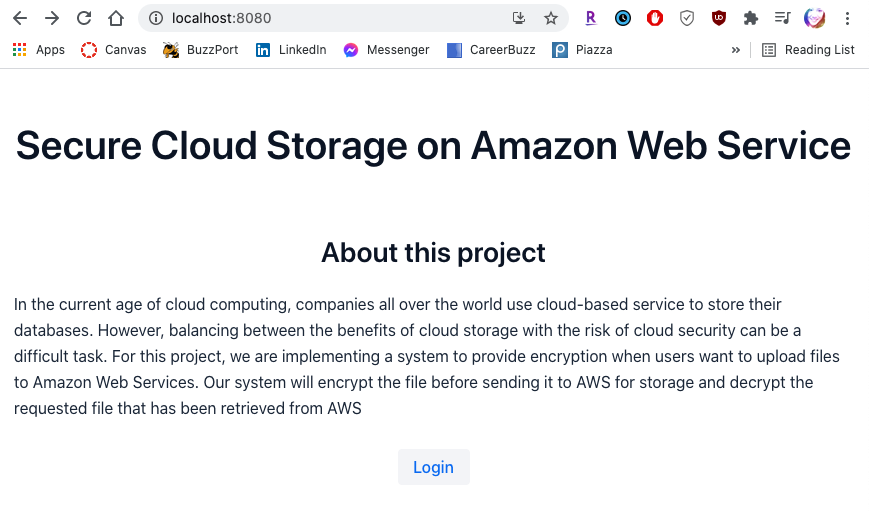 localhost:8080
Apps Canvas BuzzPort LinkedIn Messenger CareerBuzz Piazza » Reading List
Secure Cloud Storage on Amazon Web Service
About this project
In the current age of cloud computing, companies all over the world use cloud-based service to store their
databases. However, balancing between the benefits of cloud storage with the risk of cloud security can be a
difficult task. For this project, we are implementing a system to provide encryption when users want to upload files
to Amazon Web Services. Our system will encrypt the file before sending it to AWS for storage and decrypt the
requested file that has been retrieved from AWS
Login